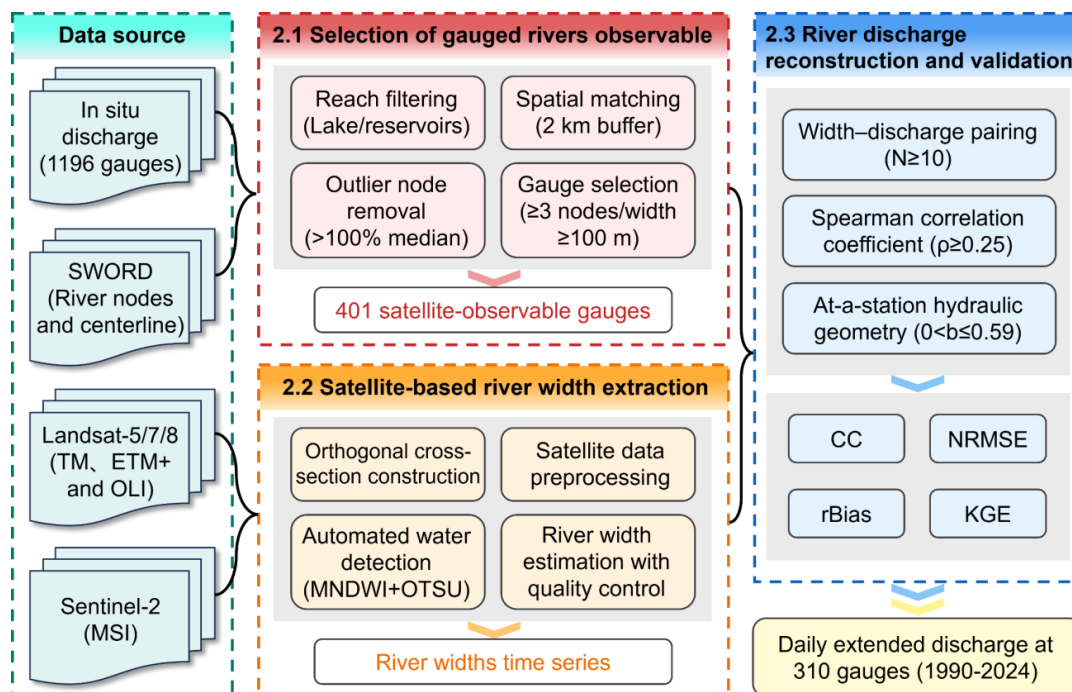 Data source
In situ
discharge
(1196 gauges)
SWORD
(River nodes
and centerline)
Landsat-5/7/8
(TM、ETM+
and OLI)
Sentinel-2
(MSI)
2.1 Selection of gauged rivers observable
Reach filtering
(Lake/reservoirs)
Spatial matching
(2 km buffer)
Outlier node
removal
(>100% median)
Gauge selection
(≥3 nodes/width
≥100 m)
401 satellite-observable gauges
2.2 Satellite-based river width extraction
Orthogonal cross-
section construction
Satellite data
preprocessing
Automated water
detection
(MNDWI+OTSU)
River width
estimation with
quality control
River widths time series
2.3 River discharge
reconstruction and validation
Width–discharge pairing
(N≥10)
Spearman correlation
coefficient (ρ≥0.25)
At-a-station hydraulic
geometry (0<b≤0.59)
CC
NRMSE
rBias
KGE
Daily extended discharge at
310 gauges (1990-2024)